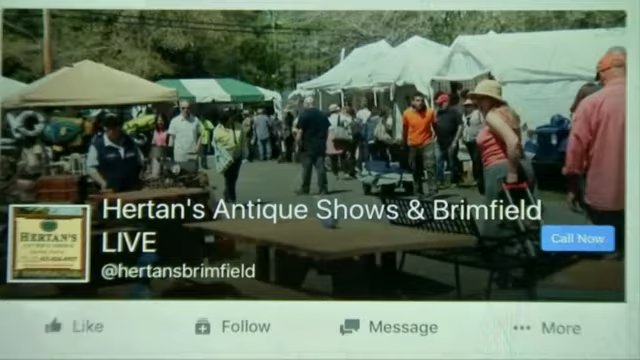 Hertan's Antique Shows & Brimfield
LIVE
@hertansbrimfield
HERTAN'S
Call Now
Like
Follow
Message
More